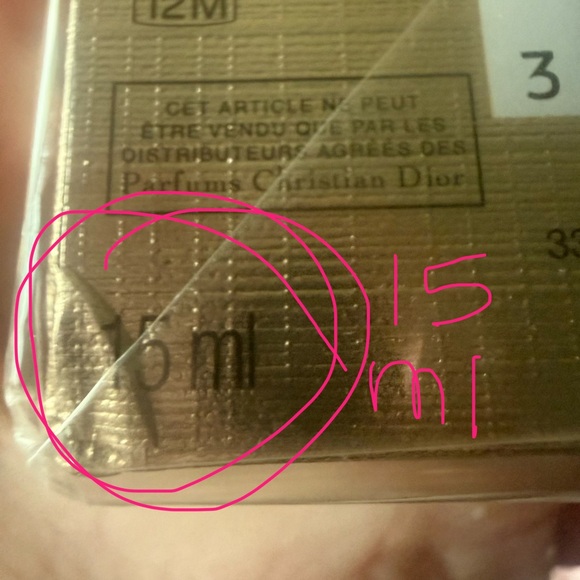 12M
3
CET ARTICLE NE PEUT
ÊTRE VENDU QUE PAR LES
DISTRIBUTEURS AGRÉÉS DES
Parfums Christian Dior
33
15 ml
15
ml